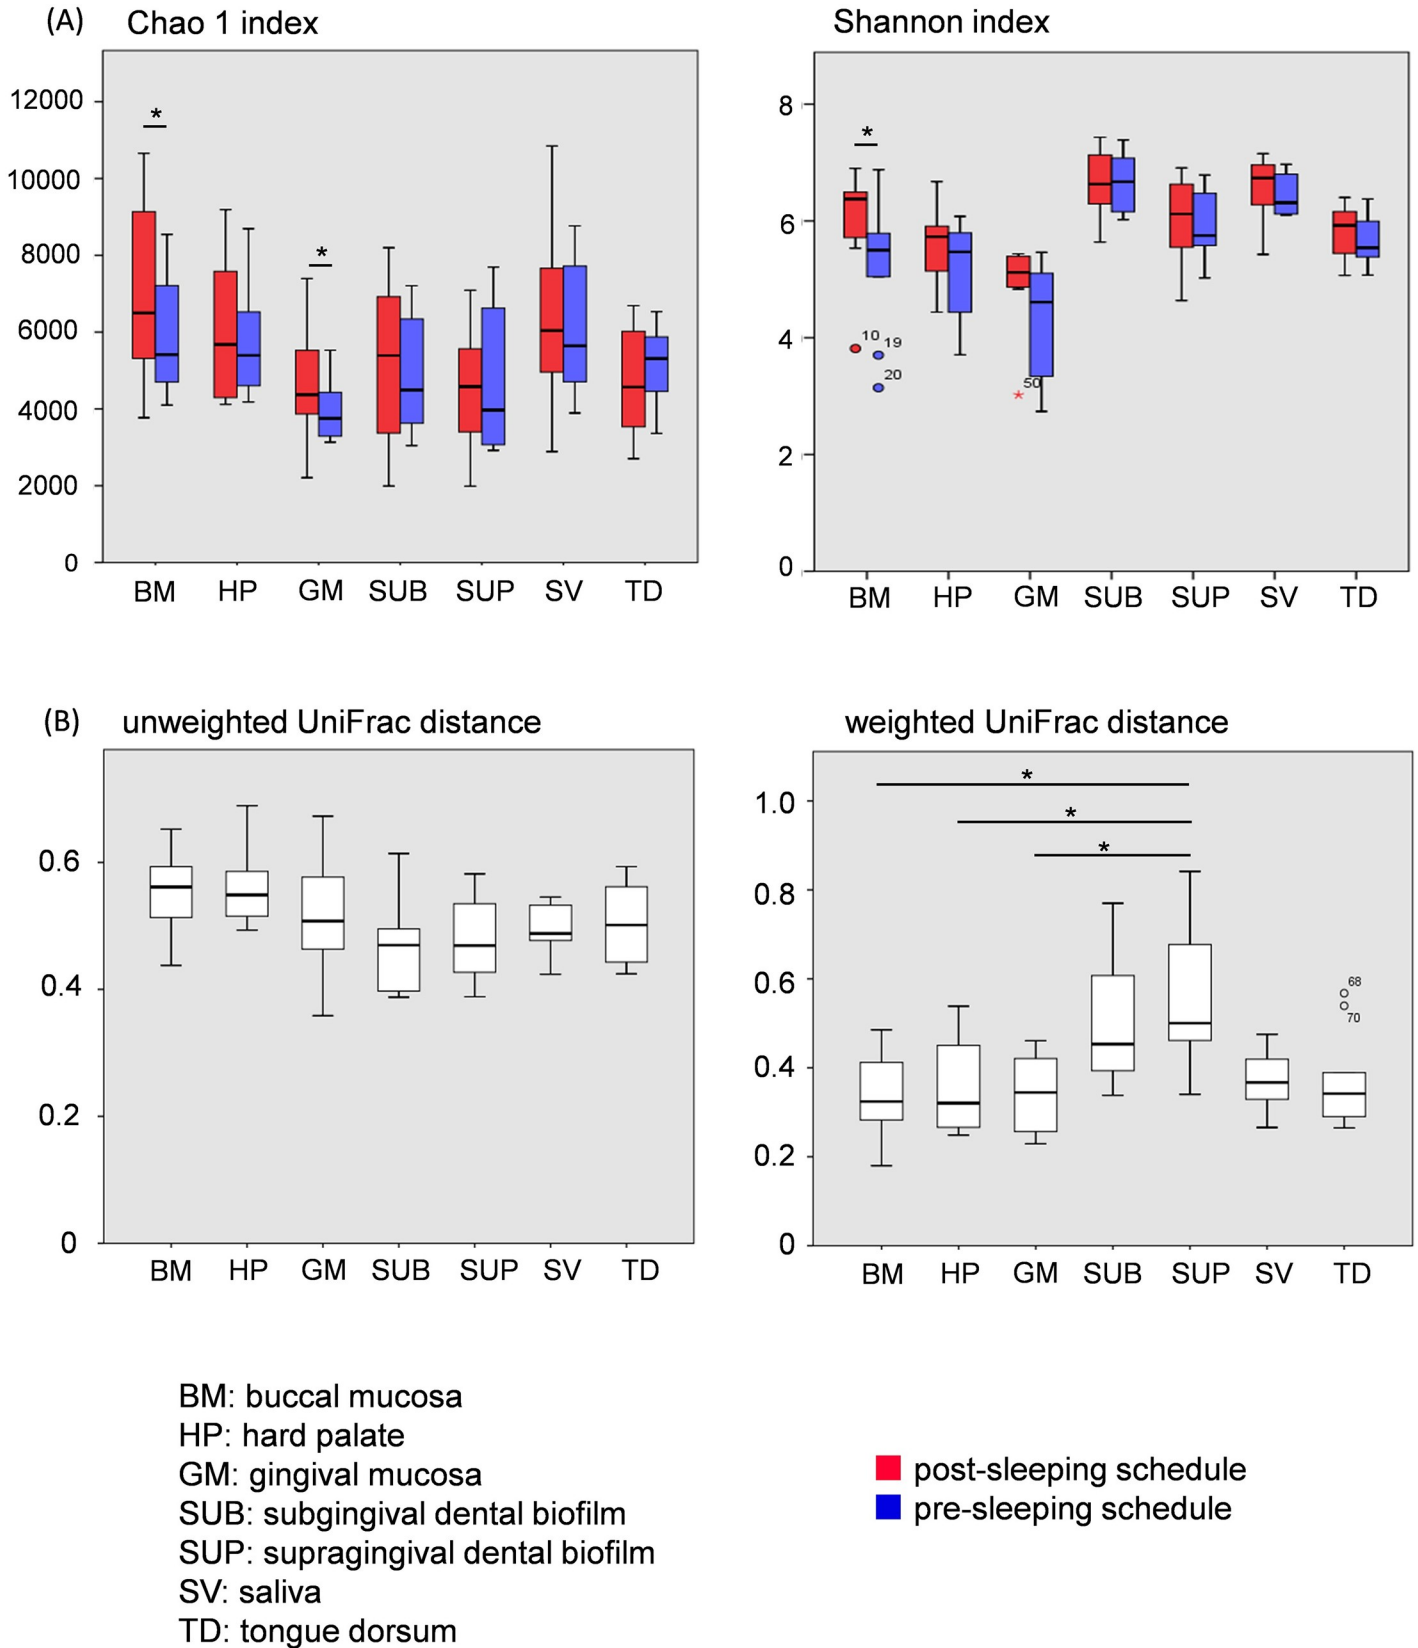 (A) Chao 1 index
12000
10000
8000
6000
4000
2000
0
*
*
BM HP GM SUB SUP SV TD
Shannon index
8
6
4
2
0
*
10
19
20
50
*
BM HP GM SUB SUP SV TD
(B) unweighted UniFrac distance
0.6
0.4
0.2
0
BM HP GM SUB SUP SV TD
weighted UniFrac distance
1.0
0.8
0.6
0.4
0.2
0
*
*
*
68
70
BM HP GM SUB SUP SV TD
BM: buccal mucosa
HP: hard palate
GM: gingival mucosa
SUB: subgingival dental biofilm
SUP: supragingival dental biofilm
SV: saliva
TD: tongue dorsum
post-sleeping schedule
pre-sleeping schedule